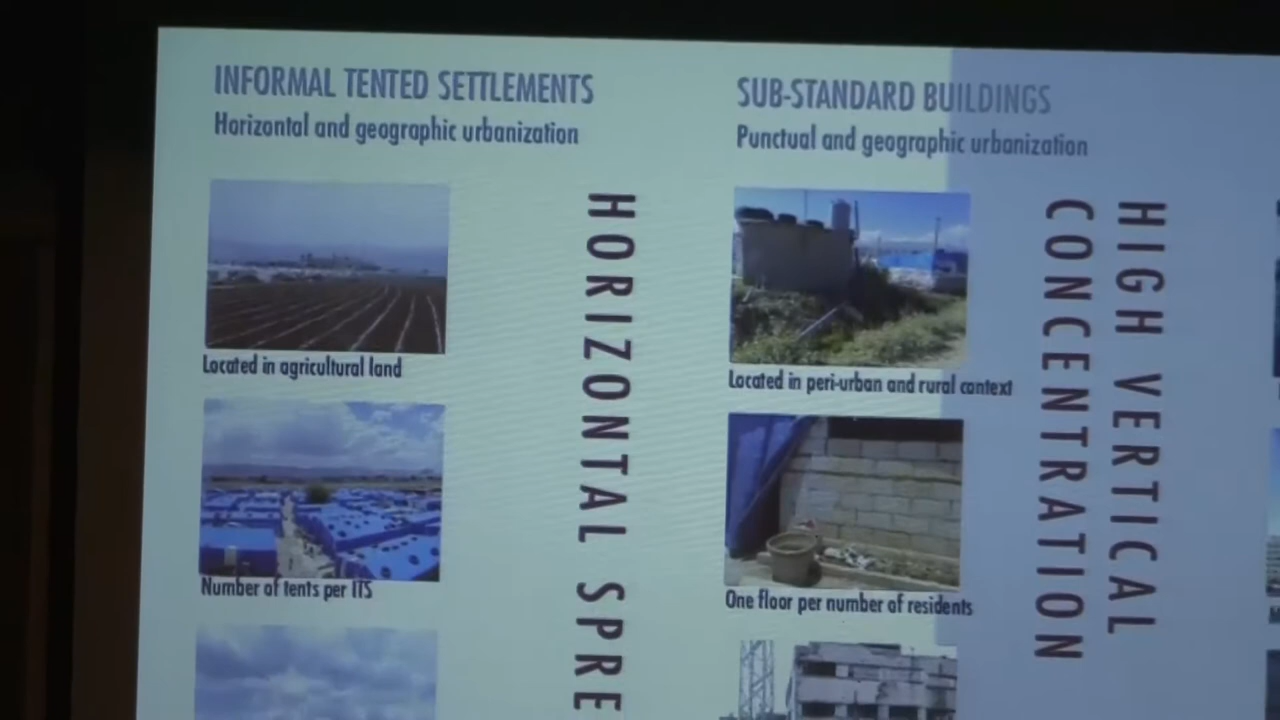 INFORMAL TENTED SETTLEMENTS
Horizontal and geographic urbanization
Located in agricultural land
Number of tents per ITS
HORIZONTAL SPRE
SUB-STANDARD BUILDINGS
Punctual and geographic urbanization
Located in peri-urban and rural context
One floor per number of residents
HIGH VERTICAL
CONCENTRATION